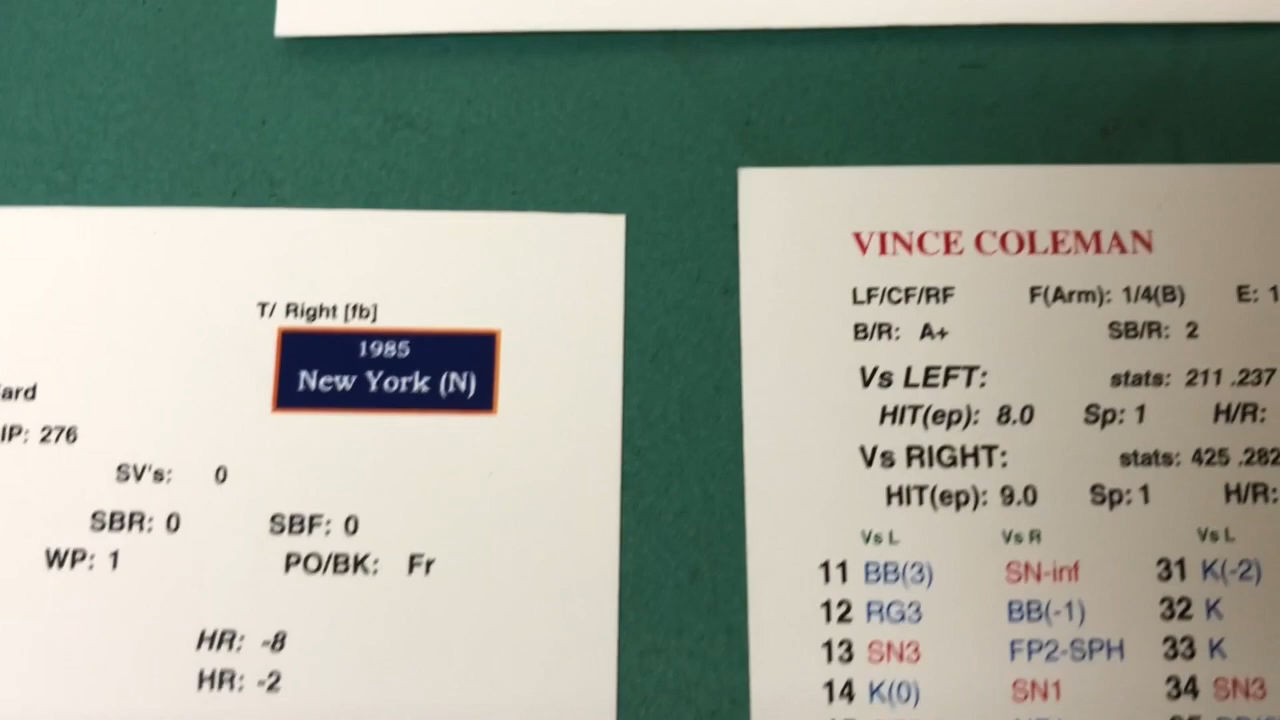 T/ Right [fb]
1985
New York (N)
ard
IP: 276
SV's: 0
SBR: 0 SBF: 0
WP: 1 PO/BK: Fr
HR: -8
HR: -2
VINCE COLEMAN
LF/CF/RF F(Arm): 1/4(B) E: 1
B/R: A+ SB/R: 2
Vs LEFT: stats: 211 .237
HIT(ep): 8.0 Sp: 1 H/R:
Vs RIGHT: stats: 425 .282
HIT(ep): 9.0 Sp: 1 H/R:
Vs L Vs R Vs L
11 BB(3) SN-inf 31 K(-2)
12 RG3 BB(-1) 32 K
13 SN3 FP2-SPH 33 K
14 K(0) SN1 34 SN3